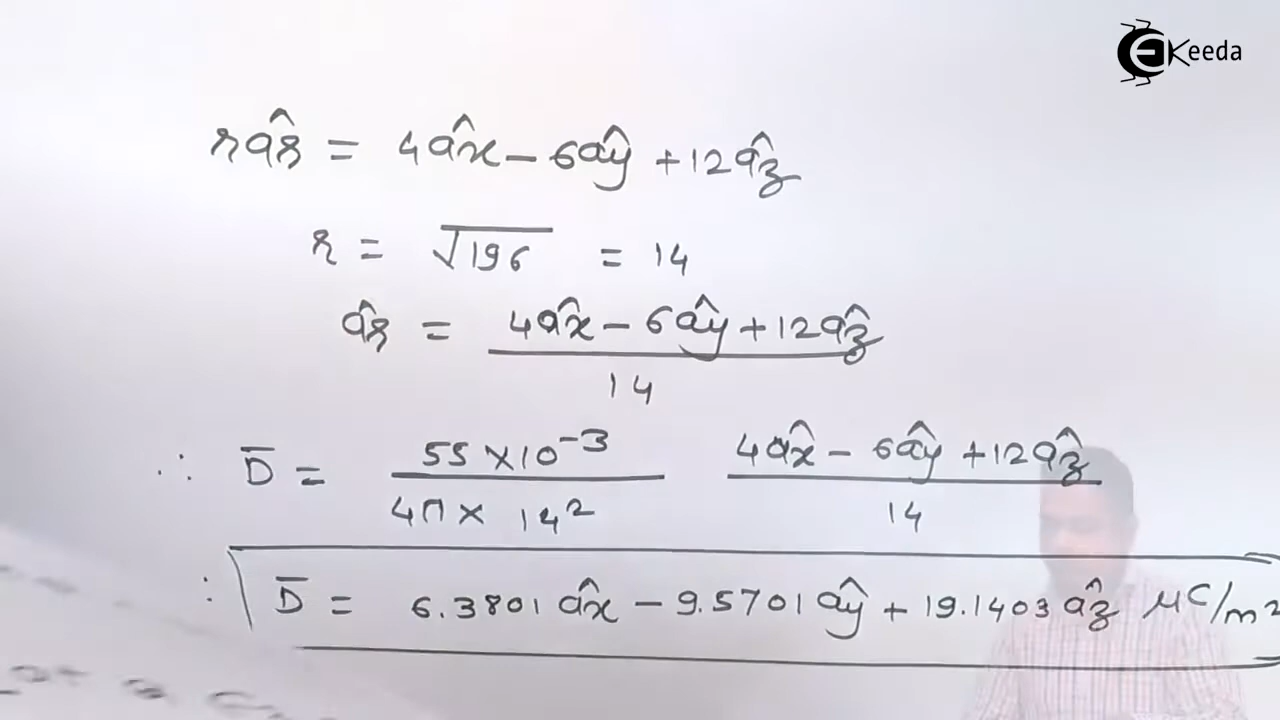 EKeeda
r âr = 4âx − 6ây + 12âz
r = √196 = 14
âr = 4âx − 6ây + 12âz / 14
∴ D̅ = 55 × 10⁻³ / 4π × 14² 4âx − 6ây + 12âz / 14
∴ D̅ = 6.3801 âx − 9.5701 ây + 19.1403 âz μC/m²